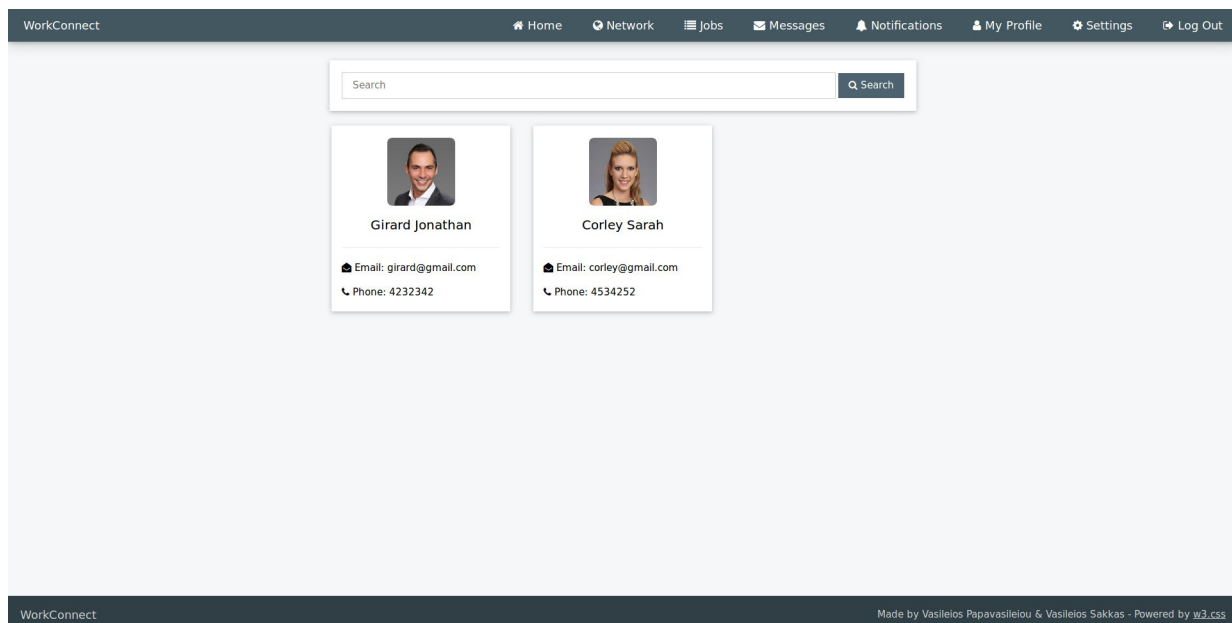 WorkConnect Home Network Jobs Messages Notifications My Profile Settings Log Out
Search Search
Girard Jonathan
Email: girard@gmail.com
Phone: 4232342
Corley Sarah
Email: corley@gmail.com
Phone: 4534252
WorkConnect Made by Vasileios Papavasileiou & Vasileios Sakkas - Powered by w3.css